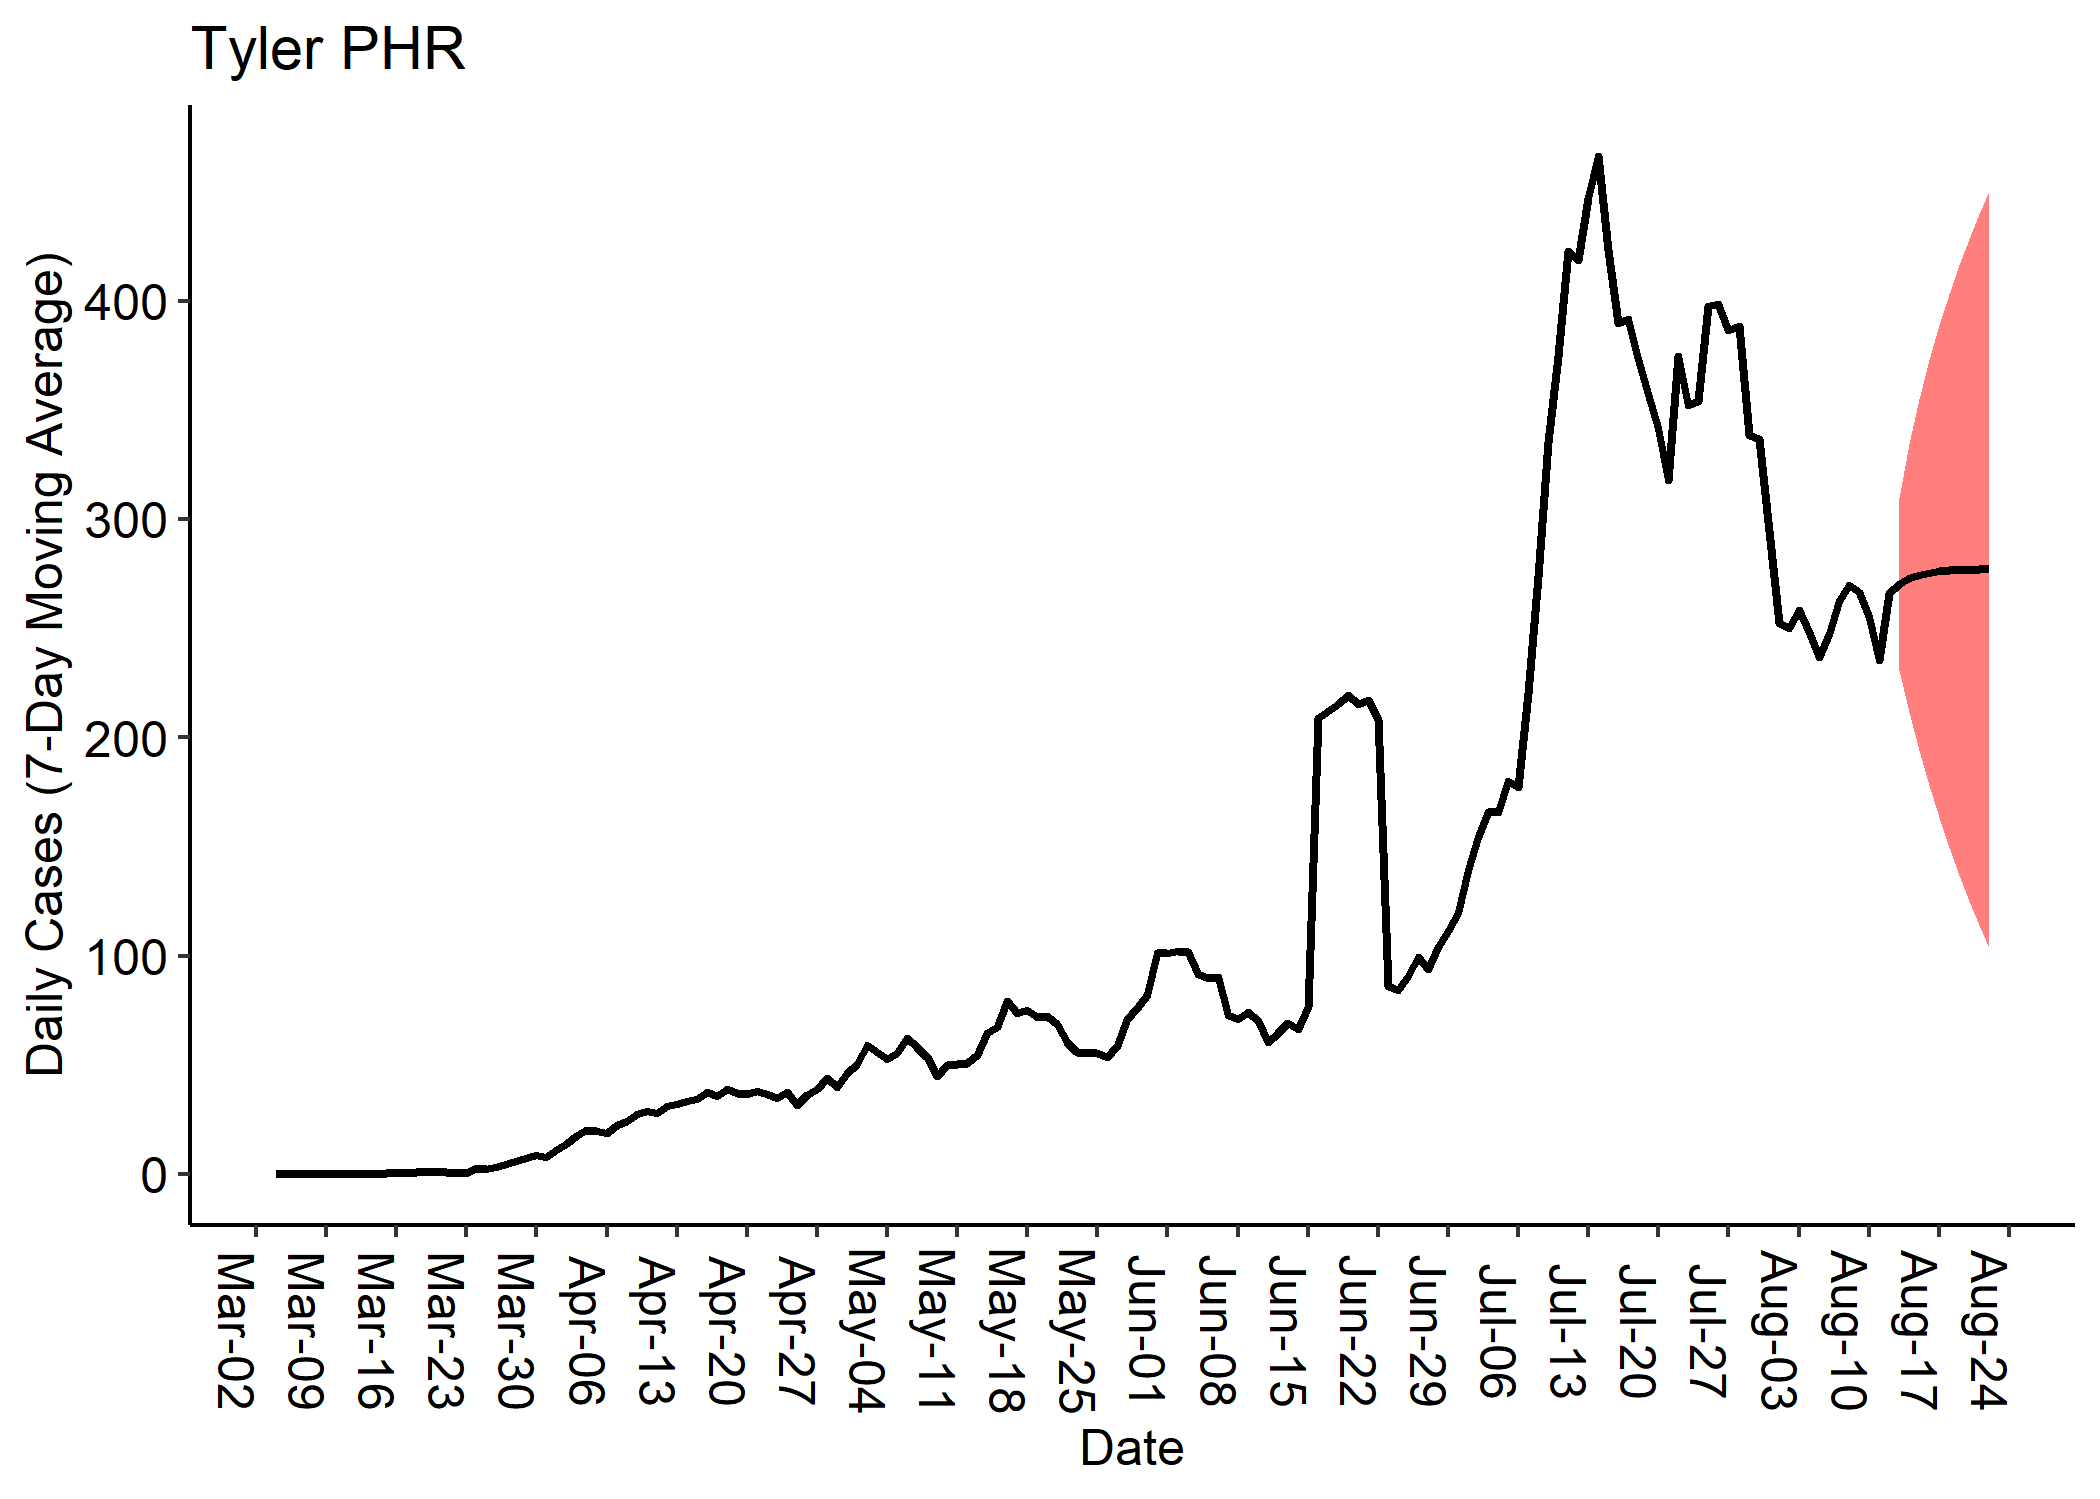 Tyler PHR
Daily Cases (7-Day Moving Average)
400
300
200
100
0
Mar-02
Mar-09
Mar-16
Mar-23
Mar-30
Apr-06
Apr-13
Apr-20
Apr-27
May-04
May-11
May-18
May-25
Jun-01
Jun-08
Jun-15
Jun-22
Jun-29
Jul-06
Jul-13
Jul-20
Jul-27
Aug-03
Aug-10
Aug-17
Aug-24
Date